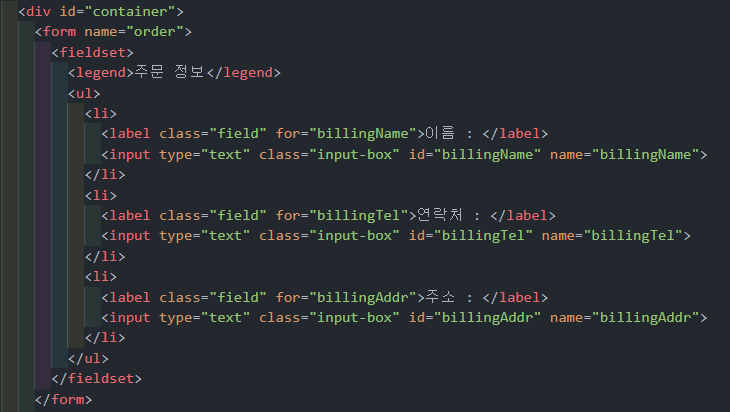 <div id="container">
<form name="order">
<fieldset>
<legend>주문 정보</legend>
<ul>
<li>
<label class="field" for="billingName">이름 : </label>
<input type="text" class="input-box" id="billingName" name="billingName">
</li>
<li>
<label class="field" for="billingTel">연락처 : </label>
<input type="text" class="input-box" id="billingTel" name="billingTel">
</li>
<li>
<label class="field" for="billingAddr">주소 : </label>
<input type="text" class="input-box" id="billingAddr" name="billingAddr">
</li>
</ul>
</fieldset>
</form>